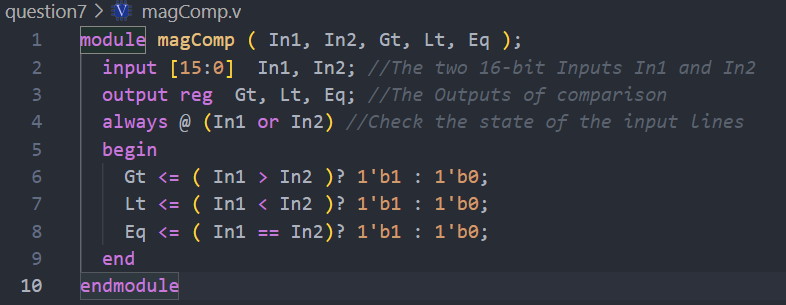 question7 > magComp.v
1 module magComp ( In1, In2, Gt, Lt, Eq );
2 input [15:0]  In1, In2; //The two 16-bit Inputs In1 and In2
3 output reg  Gt, Lt, Eq; //The Outputs of comparison
4 always @ (In1 or In2) //Check the state of the input lines
5 begin
6 Gt <= ( In1 > In2 )? 1'b1 : 1'b0;
7 Lt <= ( In1 < In2 )? 1'b1 : 1'b0;
8 Eq <= ( In1 == In2)? 1'b1 : 1'b0;
9 end
10 endmodule